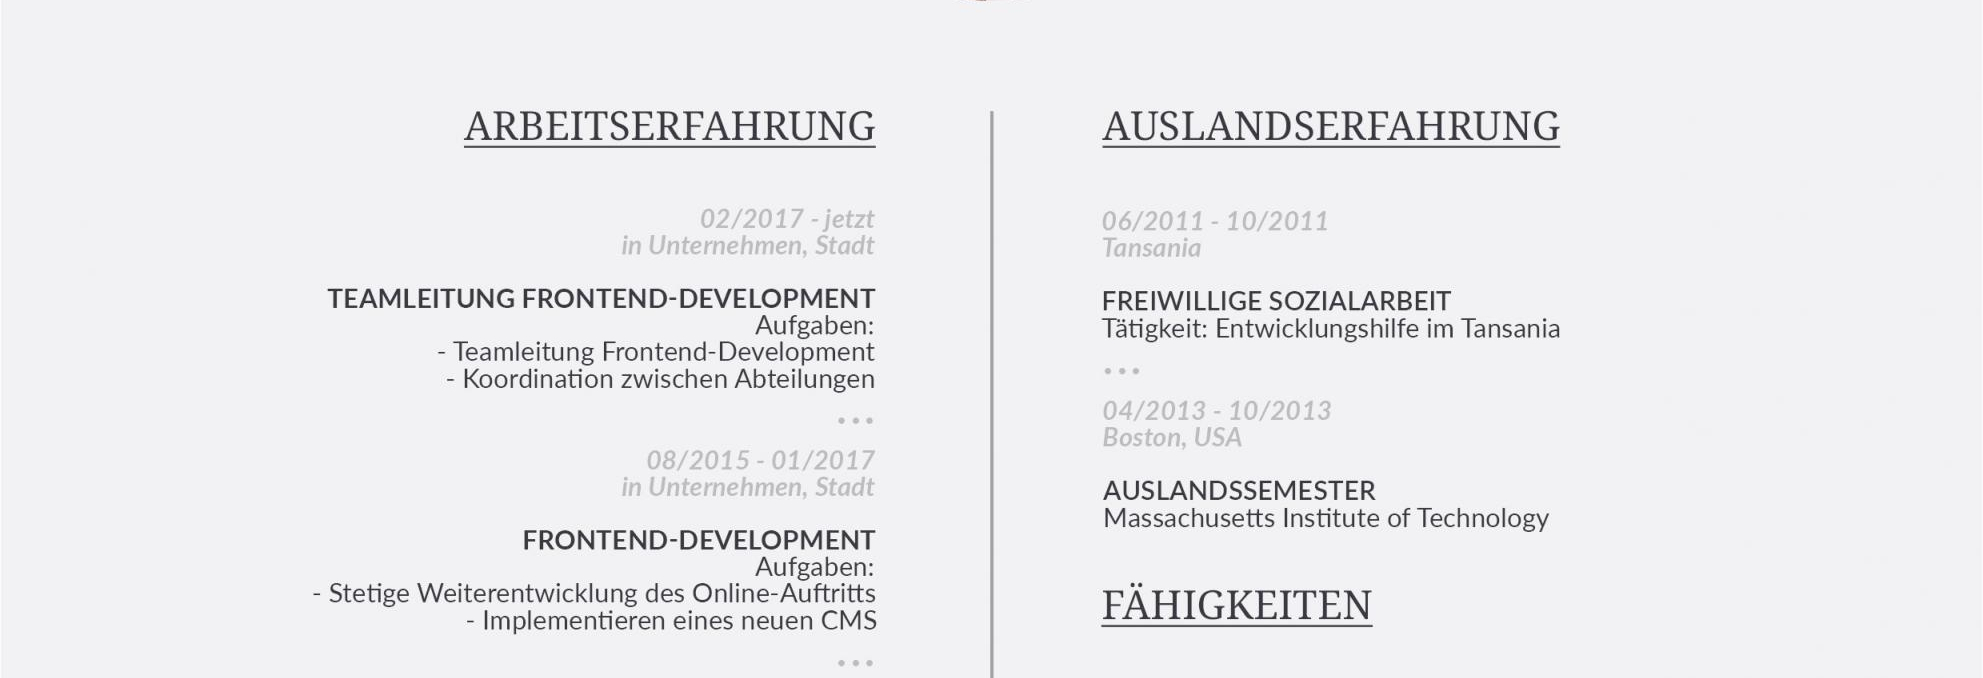 ARBEITSERFAHRUNG
02/2017 - jetzt
in Unternehmen, Stadt
TEAMLEITUNG FRONTEND-DEVELOPMENT
Aufgaben:
- Teamleitung Frontend-Development
- Koordination zwischen Abteilungen
...
08/2015 - 01/2017
in Unternehmen, Stadt
FRONTEND-DEVELOPMENT
Aufgaben:
- Stetige Weiterentwicklung des Online-Auftritts
- Implementieren eines neuen CMS
...
AUSLANDSERFAHRUNG
06/2011 - 10/2011
Tansania
FREIWILLIGE SOZIALARBEIT
Tätigkeit: Entwicklungshilfe im Tansania
...
04/2013 - 10/2013
Boston, USA
AUSLANDSSEMESTER
Massachusetts Institute of Technology
FÄHIGKEITEN